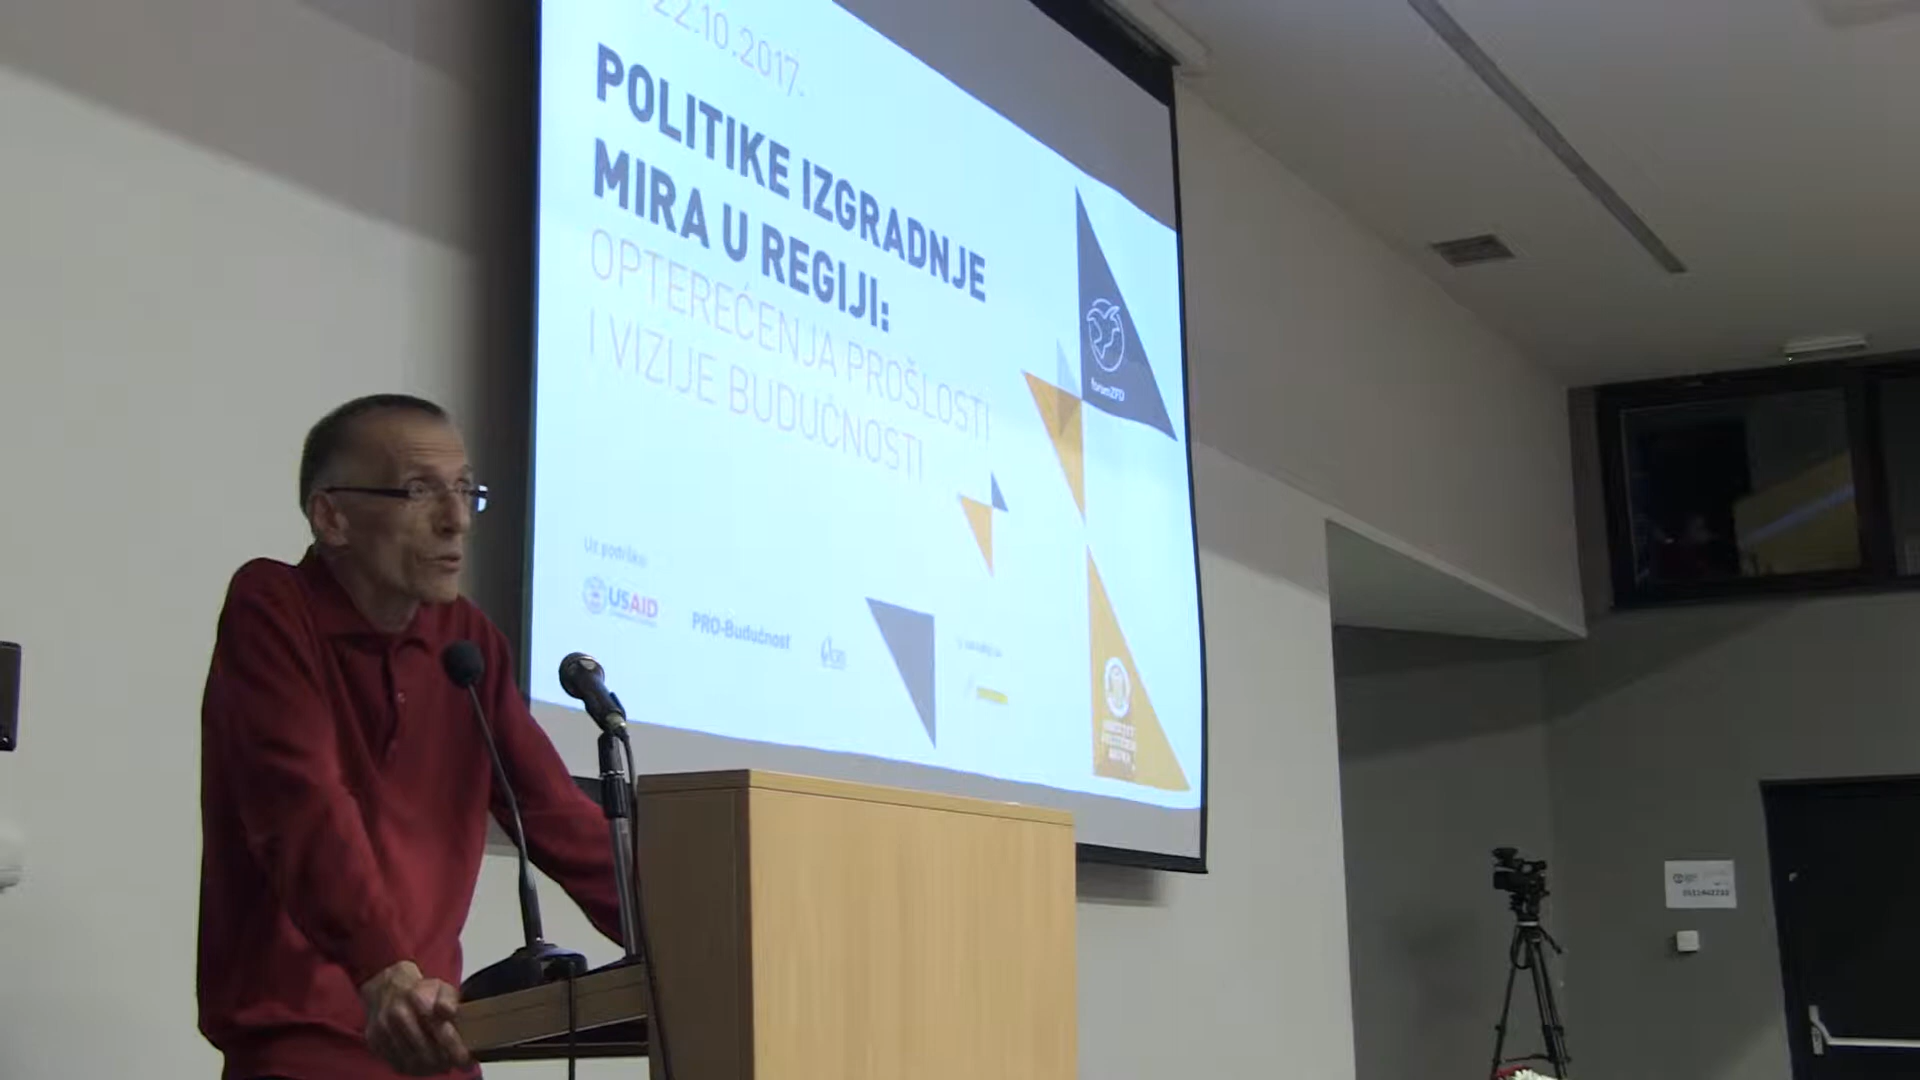 22.10.2017.
POLITIKE IZGRADNJE
MIRA U REGIJI:
OPTEREĆENJA PROŠLOSTI
I VIZIJE BUDUĆNOSTI
forumZFD
Uz podršku:
USAID
PRO-Budućnost